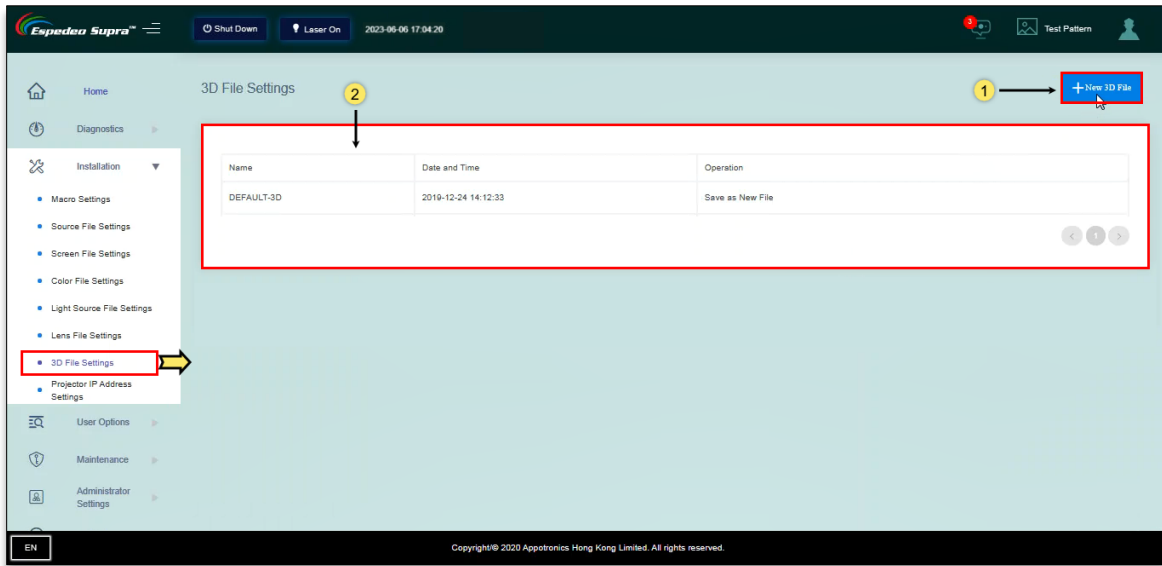 Espedeo Supra™
Shut Down
Laser On
2023-06-06 17:04:20
3
Test Pattern
Home
Diagnostics
Installation
Macro Settings
Source File Settings
Screen File Settings
Color File Settings
Light Source File Settings
Lens File Settings
3D File Settings
Projector IP Address
Settings
User Options
Maintenance
Administrator
Settings
3D File Settings
2
1
+New 3D File
Name Date and Time Operation
DEFAULT-3D 2019-12-24 14:12:33 Save as New File
< 1 >
EN
Copyright/© 2020 Appotronics Hong Kong Limited. All rights reserved.